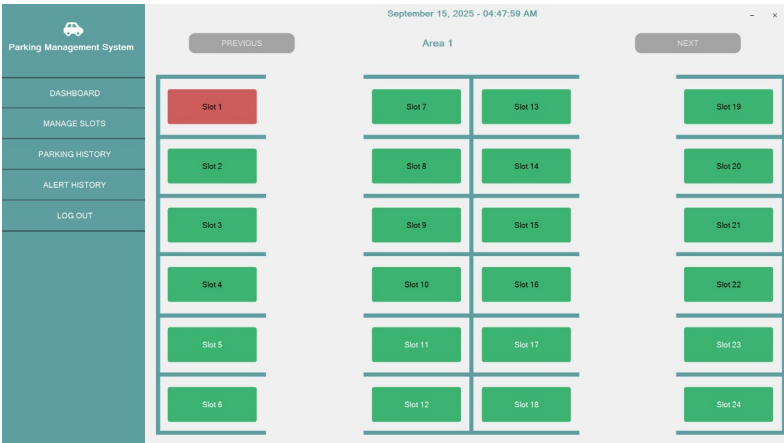 September 15, 2025 - 04:47:59 AM
Parking Management System
PREVIOUS
Area 1
NEXT
DASHBOARD
MANAGE SLOTS
PARKING HISTORY
ALERT HISTORY
LOG OUT
Slot 1 Slot 7 Slot 13 Slot 19
Slot 2 Slot 8 Slot 14 Slot 20
Slot 3 Slot 9 Slot 15 Slot 21
Slot 4 Slot 10 Slot 16 Slot 22
Slot 5 Slot 11 Slot 17 Slot 23
Slot 6 Slot 12 Slot 18 Slot 24